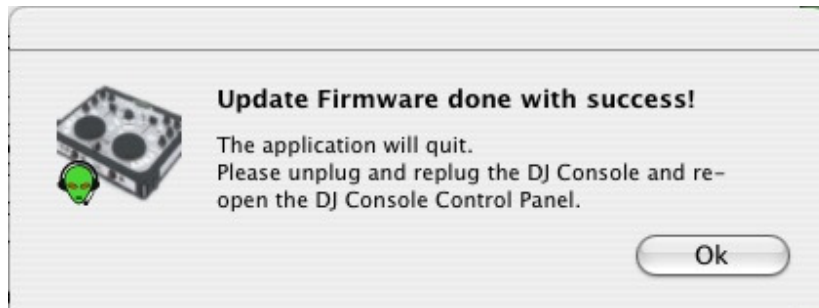 Update Firmware done with success!
The application will quit.
Please unplug and replug the DJ Console and re-
open the DJ Console Control Panel.
Ok